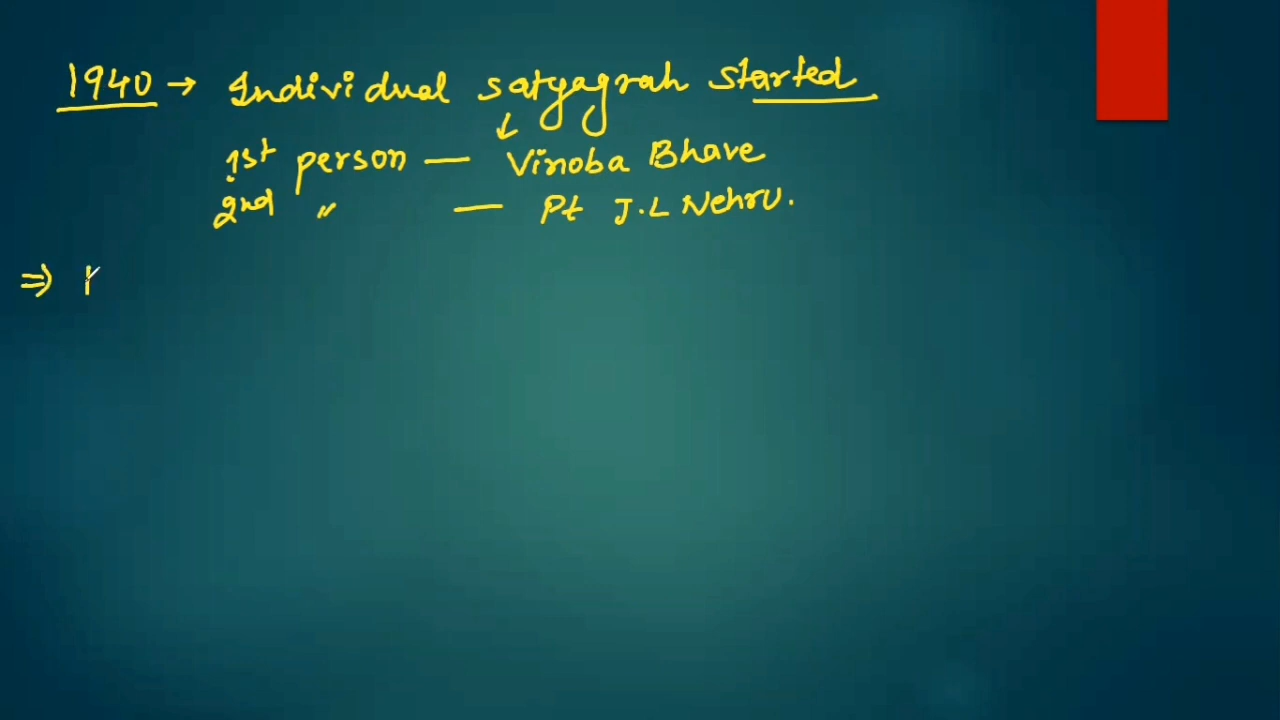 1940 → Individual satyagrah started
↓
1st person — Vinoba Bhave
2nd " — Pt J.L Nehru.
⇒